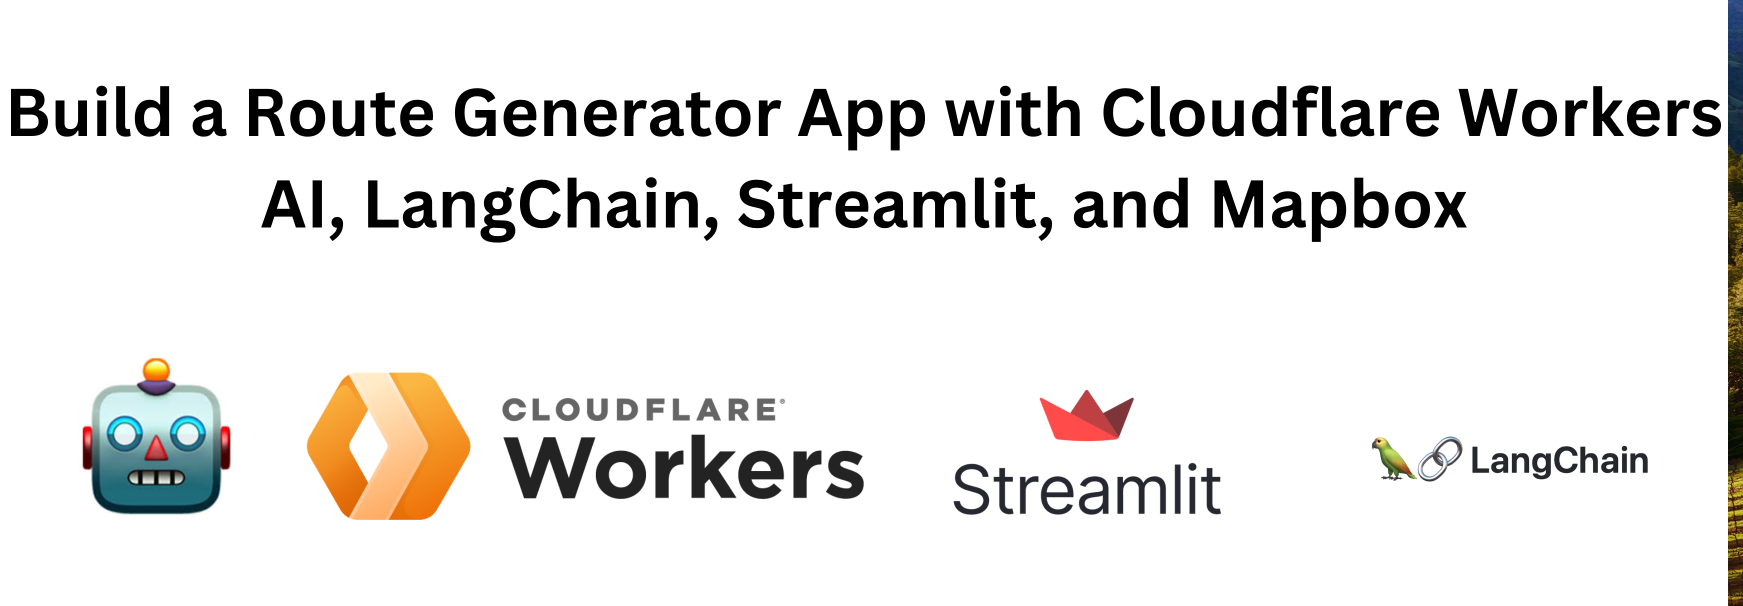 Build a Route Generator App with Cloudflare Workers
AI, LangChain, Streamlit, and Mapbox
CLOUDFLARE®
Workers
Streamlit
LangChain